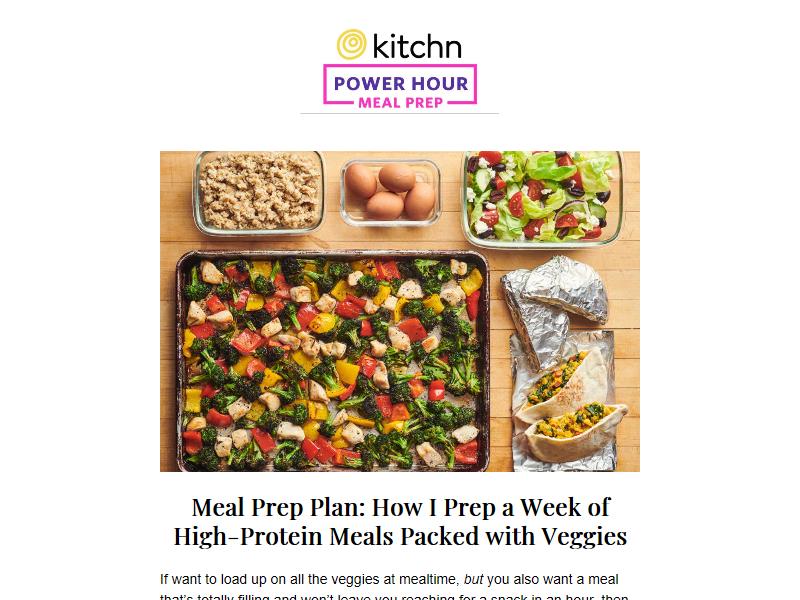 kitchn
POWER HOUR
MEAL PREP
Meal Prep Plan: How I Prep a Week of
High-Protein Meals Packed with Veggies
If want to load up on all the veggies at mealtime, but you also want a meal
that's totally filling and won't leave you reaching for a snack in an hour, then